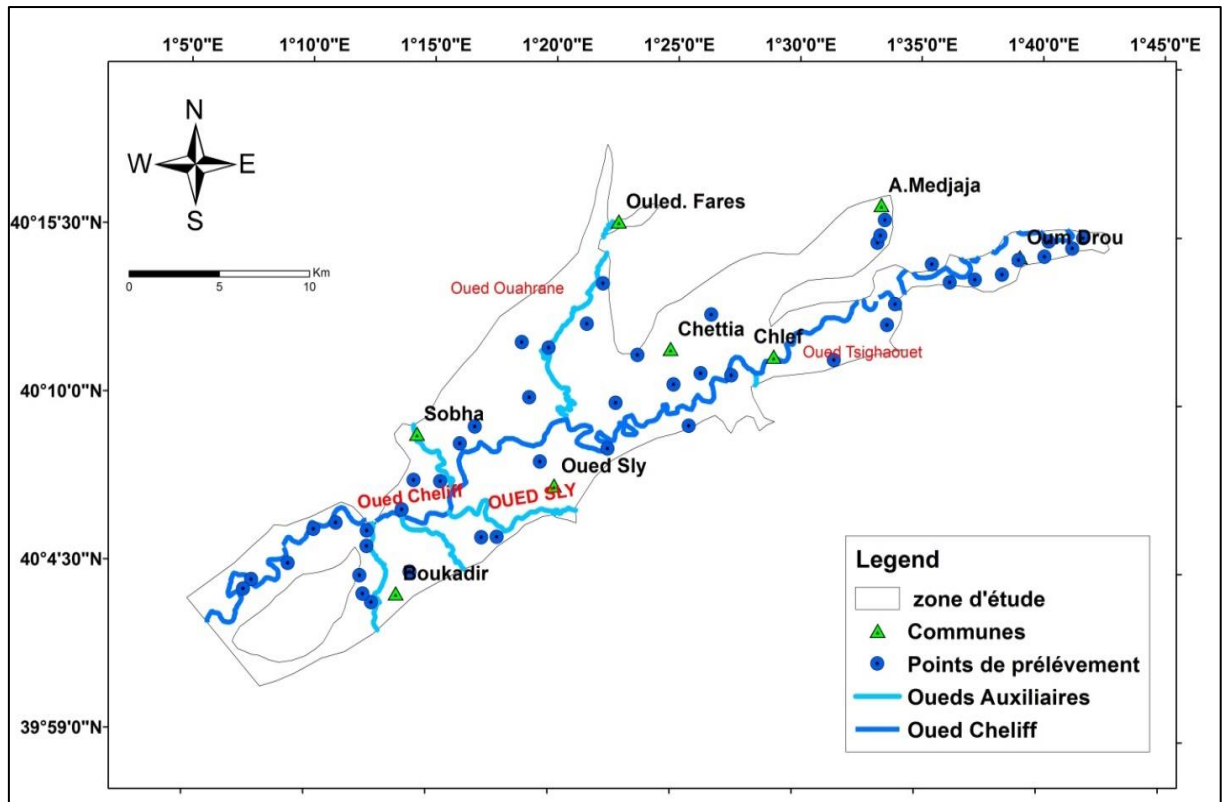 1°5'0"E 1°10'0"E 1°15'0"E 1°20'0"E 1°25'0"E 1°30'0"E 1°35'0"E 1°40'0"E 1°45'0"E
N
W E
S
Km
0 5 10
40°15'30"N
40°10'0"N
40°4'30"N
39°59'0"N
A.Medjaja
Ouled. Fares
Oum Drou
Oued Ouahrane
Chettia
Chlef
Oued Tsighaouet
Sobha
Oued Sly
Oued Cheliff
OUED SLY
Boukadir
Legend
zone d'étude
Communes
Points de prélévement
Oueds Auxiliaires
Oued Cheliff